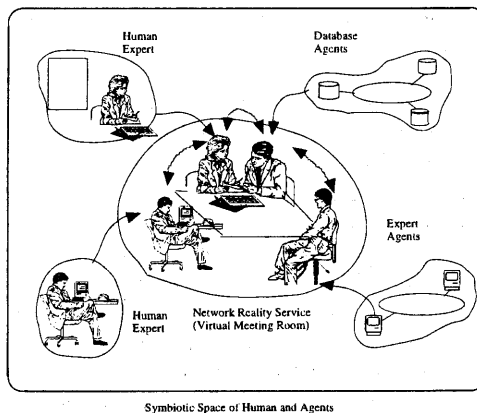 Human
Expert
Database
Agents
Expert
Agents
Human
Expert
Network Reality Service
(Virtual Meeting Room)
Symbiotic Space of Human and Agents